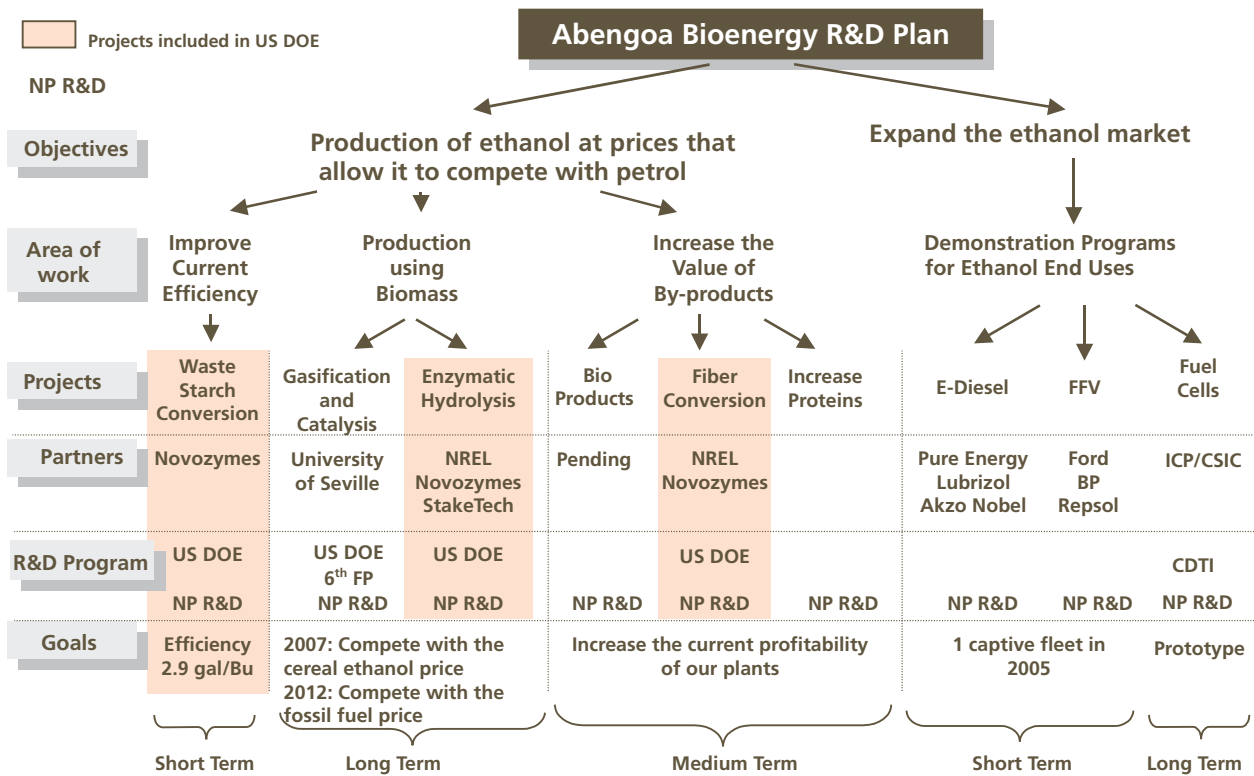 Abengoa Bioenergy R&D Plan
Projects included in US DOE
NP R&D
Objectives
Production of ethanol at prices that
allow it to compete with petrol
Expand the ethanol market
Area of
work
Improve
Current
Efficiency
Production
using
Biomass
Increase the
Value of
By-products
Demonstration Programs
for Ethanol End Uses
Projects
Waste
Starch
Conversion
Gasification
and
Catalysis
Enzymatic
Hydrolysis
Bio
Products
Fiber
Conversion
Increase
Proteins
E-Diesel
FFV
Fuel
Cells
Partners
Novozymes
University
of Seville
NREL
Novozymes
StakeTech
Pending
NREL
Novozymes
Pure Energy
Lubrizol
Akzo Nobel
Ford
BP
Repsol
ICP/CSIC
R&D Program
US DOE
NP R&D
US DOE
6th FP
NP R&D
US DOE
NP R&D
NP R&D
US DOE
NP R&D
NP R&D
NP R&D
NP R&D
CDTI
NP R&D
Goals
Efficiency
2.9 gal/Bu
2007: Compete with the
cereal ethanol price
2012: Compete with the
fossil fuel price
Increase the current profitability
of our plants
1 captive fleet in
2005
Prototype
Short Term
Long Term
Medium Term
Short Term
Long Term